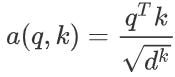 a(q, k) = \frac{q^T k}{\sqrt{d^k}}